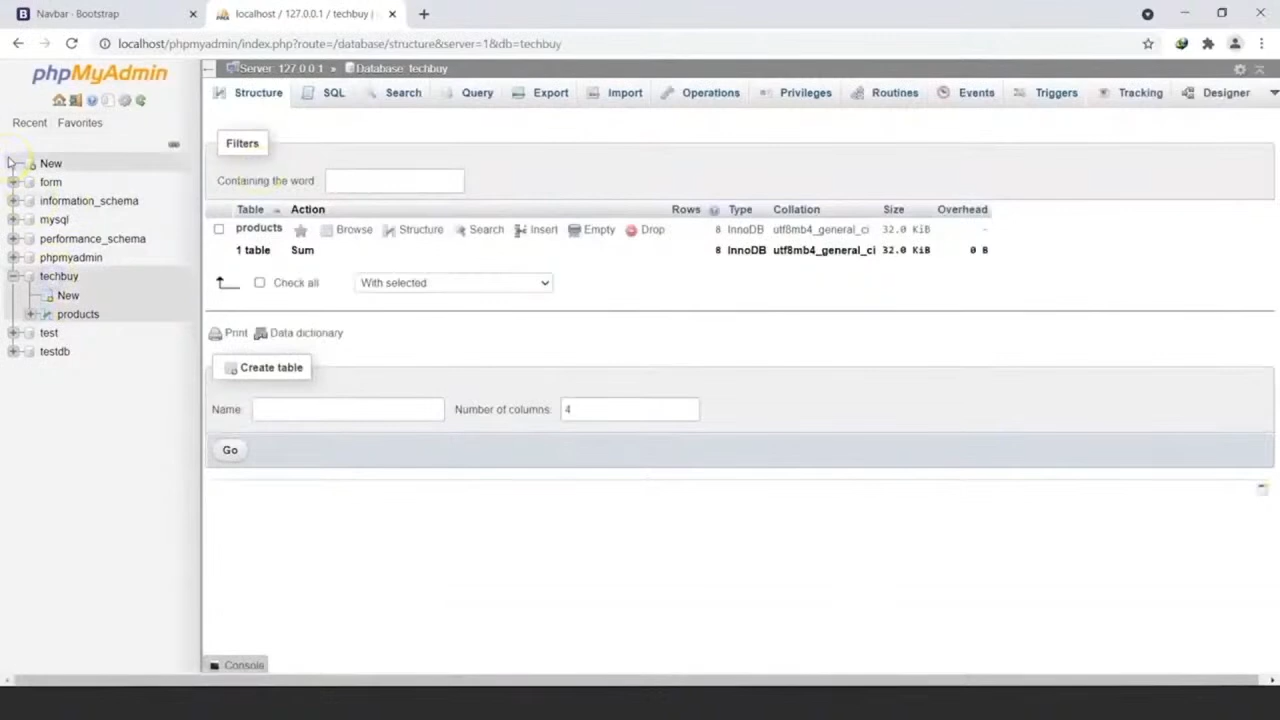 Navbar · Bootstrap
localhost / 127.0.0.1 / techbuy |
localhost/phpmyadmin/index.php?route=/database/structure&server=1&db=techbuy
phpMyAdmin
Recent Favorites
New
form
information_schema
mysql
performance_schema
phpmyadmin
techbuy
New
products
test
testdb
Server: 127.0.0.1 » Database: techbuy
Structure SQL Search Query Export Import Operations Privileges Routines Events Triggers Tracking Designer
Filters
Containing the word
Table Action Rows Type Collation Size Overhead
products Browse Structure Search Insert Empty Drop 8 InnoDB utf8mb4_general_ci 32.0 KiB -
1 table Sum 8 InnoDB utf8mb4_general_ci 32.0 KiB 0 B
Check all With selected
Print Data dictionary
Create table
Name: Number of columns: 4
Go
Console